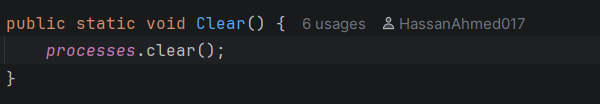 public static void Clear() { 6 usages HassanAhmed017
processes.clear();
}